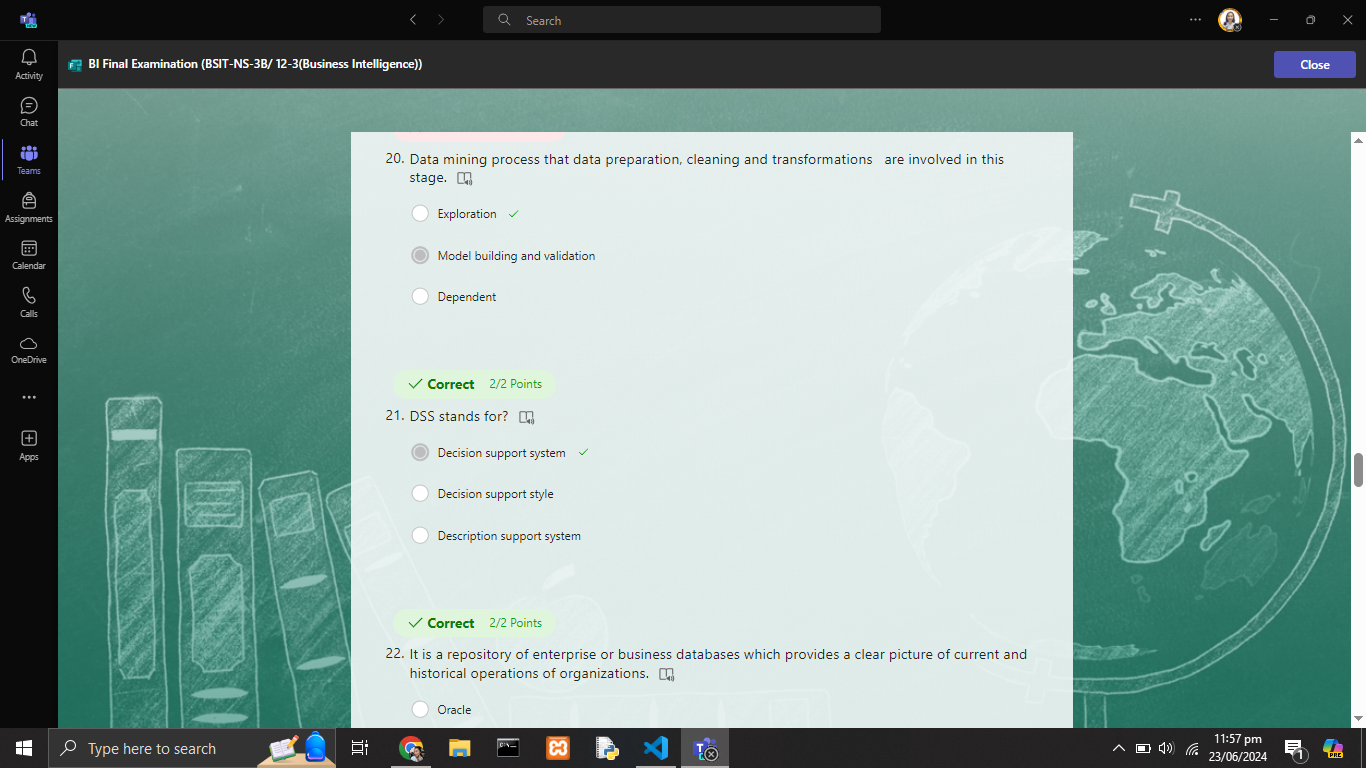 Search
BI Final Examination (BSIT-NS-3B/ 12-3(Business Intelligence))
Close
Activity
Chat
Teams
Assignments
Calendar
Calls
OneDrive
Apps
20. Data mining process that data preparation, cleaning and transformations are involved in this
stage.
Exploration
Model building and validation
Dependent
Correct 2/2 Points
21. DSS stands for?
Decision support system
Decision support style
Description support system
Correct 2/2 Points
22. It is a repository of enterprise or business databases which provides a clear picture of current and
historical operations of organizations.
Oracle
Type here to search
11:57 pm
23/06/2024
1
PRE